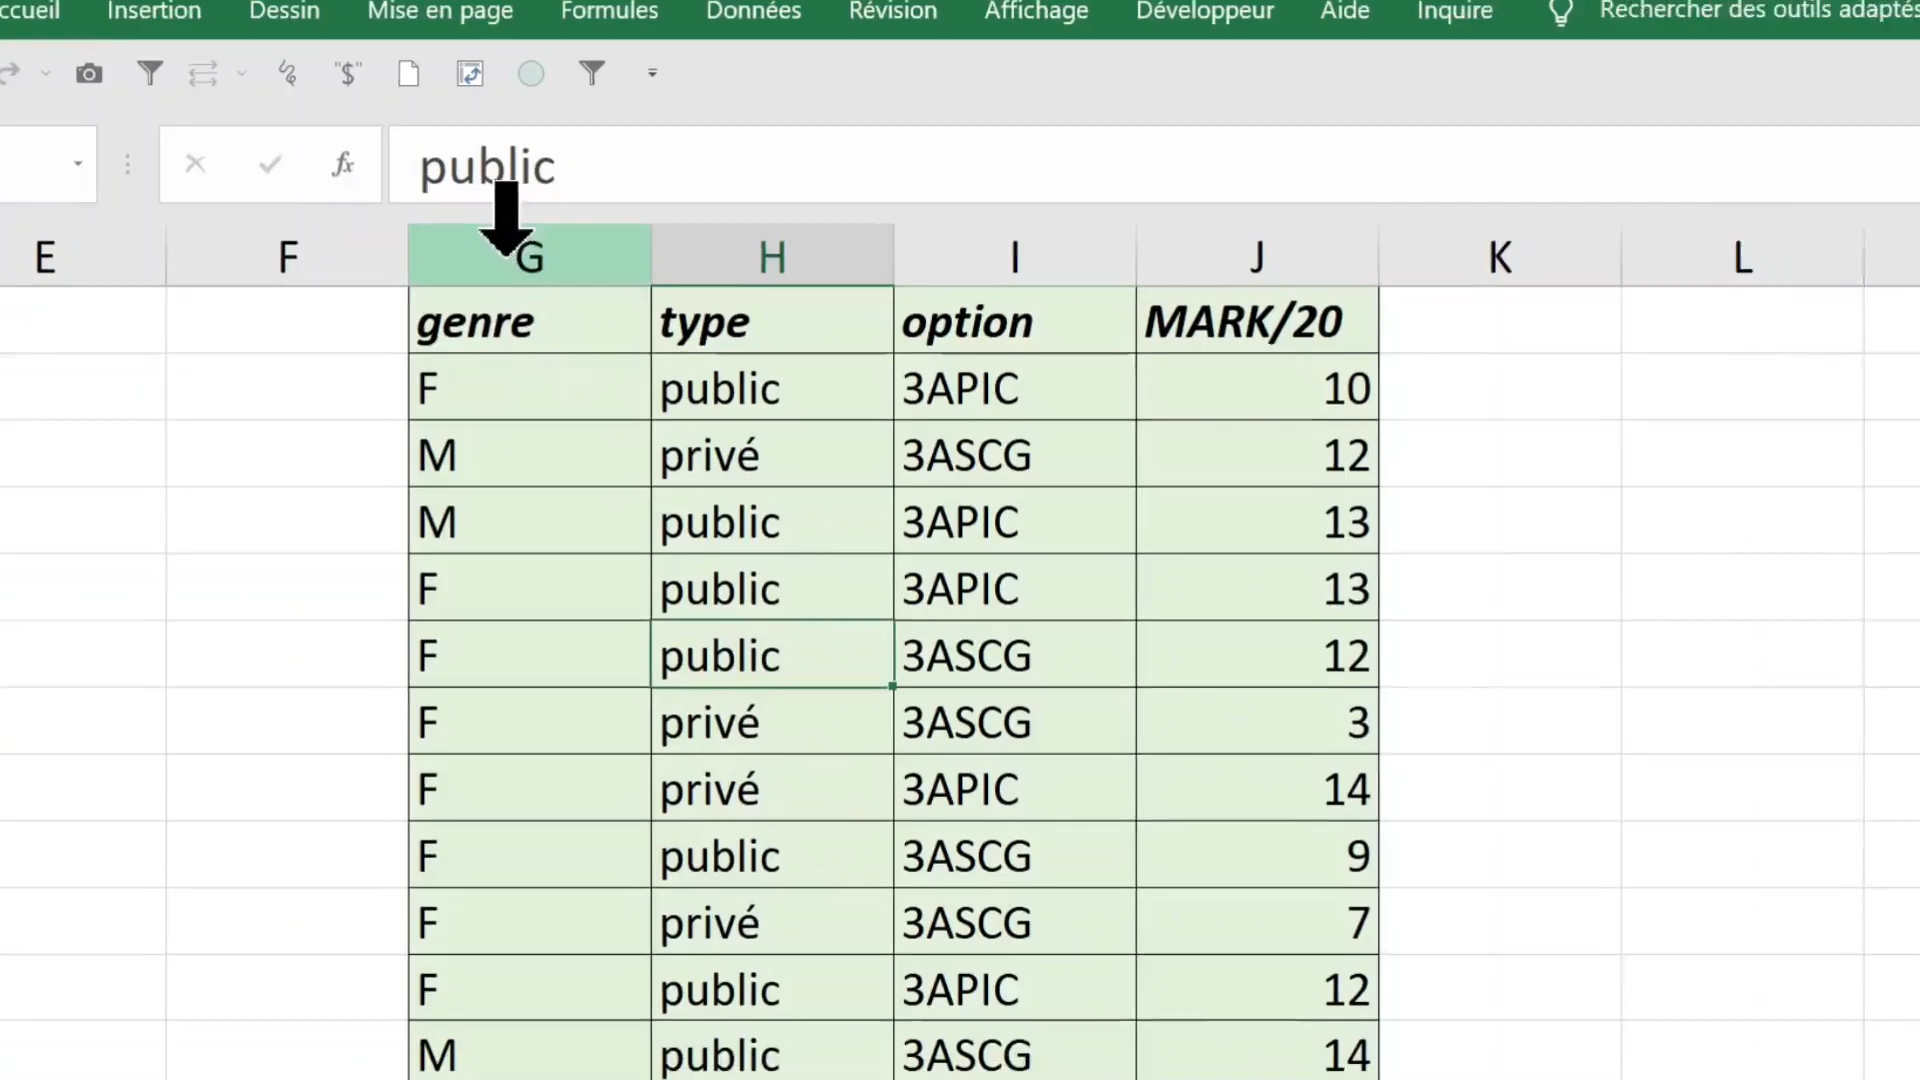 ccueil Insertion Dessin Mise en page Formules Données Révision Affichage Développeur Aide Inquire Rechercher des outils adaptés
"$"
fx public
E F G H I J K L
genre type option MARK/20
F public 3APIC 10
M privé 3ASCG 12
M public 3APIC 13
F public 3APIC 13
F public 3ASCG 12
F privé 3ASCG 3
F privé 3APIC 14
F public 3ASCG 9
F privé 3ASCG 7
F public 3APIC 12
M public 3ASCG 14